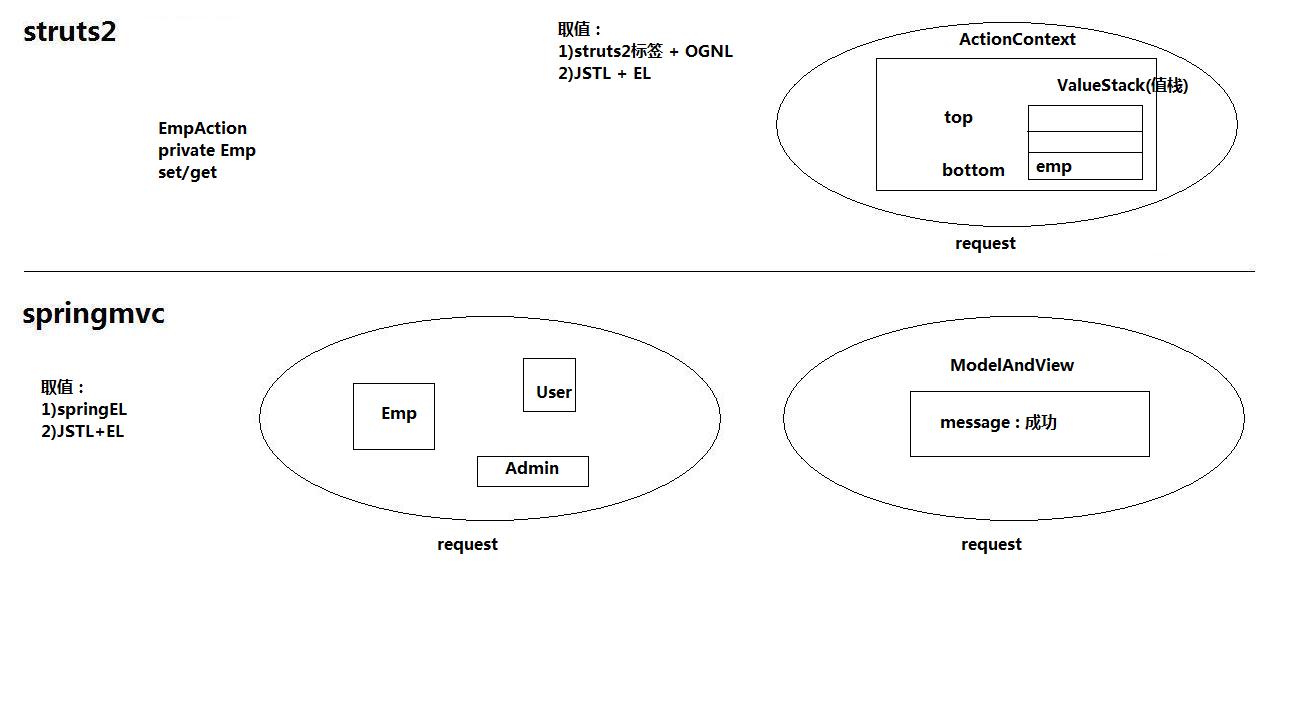 struts2
EmpAction
private Emp
set/get
取值：
1)struts2标签 + OGNL
2)JSTL + EL
ActionContext
ValueStack(值栈)
top
bottom
emp
request
springmvc
取值：
1)springEL
2)JSTL+EL
Emp
User
Admin
request
ModelAndView
message : 成功
request